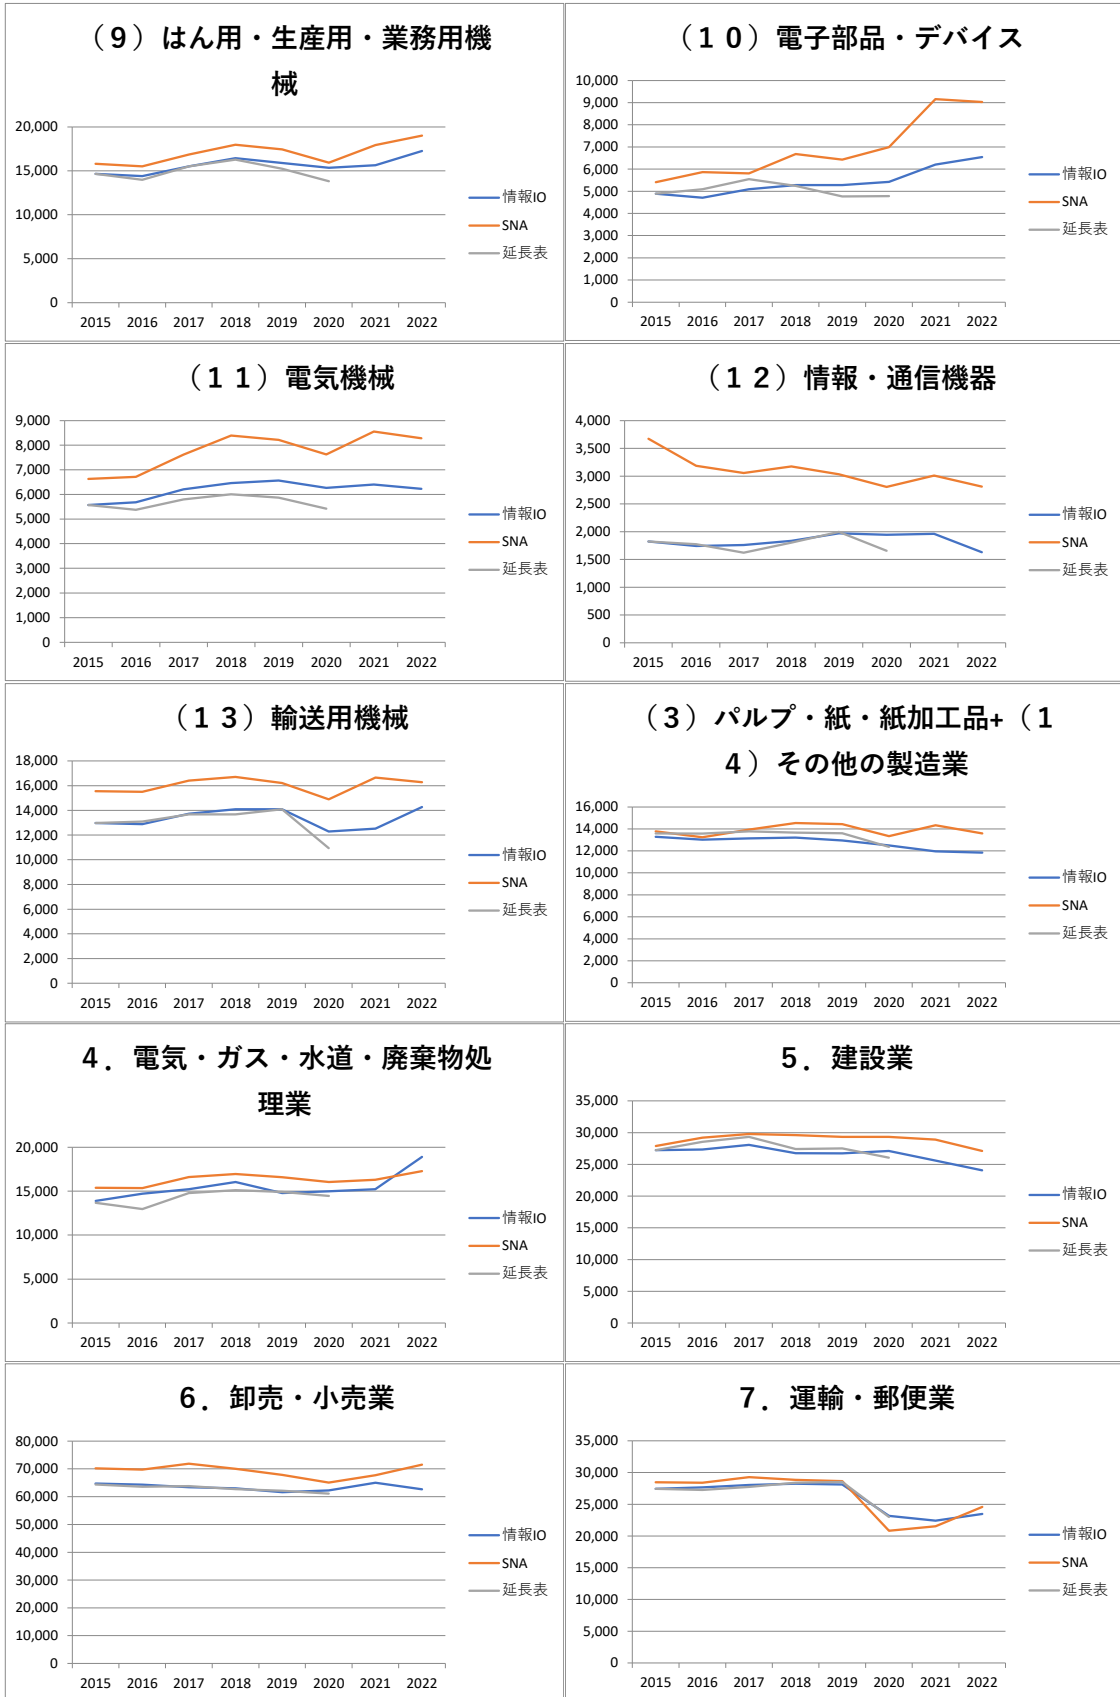 （９）はん用・生産用・業務用機
械
20,000
15,000
10,000
5,000
0
2015 2016 2017 2018 2019 2020 2021 2022
情報IO
SNA
延長表
（１０）電子部品・デバイス
10,000
9,000
8,000
7,000
6,000
5,000
4,000
3,000
2,000
1,000
0
2015 2016 2017 2018 2019 2020 2021 2022
情報IO
SNA
延長表
（１１）電気機械
9,000
8,000
7,000
6,000
5,000
4,000
3,000
2,000
1,000
0
2015 2016 2017 2018 2019 2020 2021 2022
情報IO
SNA
延長表
（１２）情報・通信機器
4,000
3,500
3,000
2,500
2,000
1,500
1,000
500
0
2015 2016 2017 2018 2019 2020 2021 2022
情報IO
SNA
延長表
（１３）輸送用機械
18,000
16,000
14,000
12,000
10,000
8,000
6,000
4,000
2,000
0
2015 2016 2017 2018 2019 2020 2021 2022
情報IO
SNA
延長表
（３）パルプ・紙・紙加工品+（１
４）その他の製造業
16,000
14,000
12,000
10,000
8,000
6,000
4,000
2,000
0
2015 2016 2017 2018 2019 2020 2021 2022
情報IO
SNA
延長表
４．電気・ガス・水道・廃棄物処
理業
20,000
15,000
10,000
5,000
0
2015 2016 2017 2018 2019 2020 2021 2022
情報IO
SNA
延長表
５．建設業
35,000
30,000
25,000
20,000
15,000
10,000
5,000
0
2015 2016 2017 2018 2019 2020 2021 2022
情報IO
SNA
延長表
６．卸売・小売業
80,000
70,000
60,000
50,000
40,000
30,000
20,000
10,000
0
2015 2016 2017 2018 2019 2020 2021 2022
情報IO
SNA
延長表
７．運輸・郵便業
35,000
30,000
25,000
20,000
15,000
10,000
5,000
0
2015 2016 2017 2018 2019 2020 2021 2022
情報IO
SNA
延長表